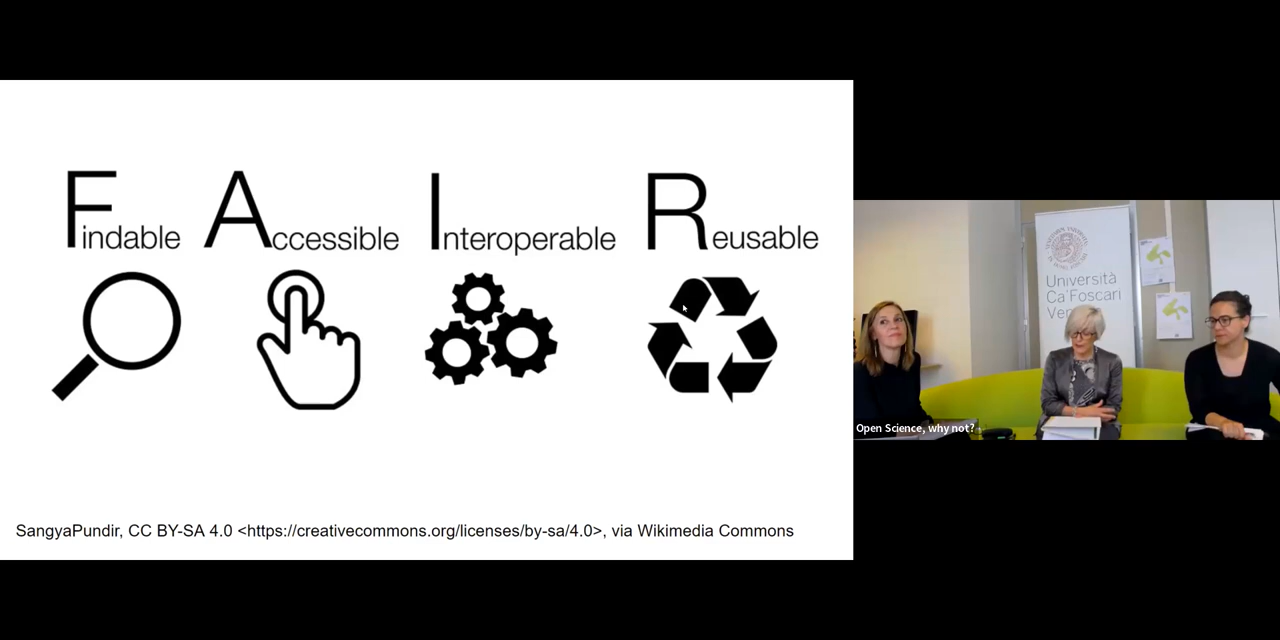 Findable Accessible Interoperable Reusable
SangyaPundir, CC BY-SA 4.0 <https://creativecommons.org/licenses/by-sa/4.0>, via Wikimedia Commons
Università
Ca'Foscari
Open Science, why not?